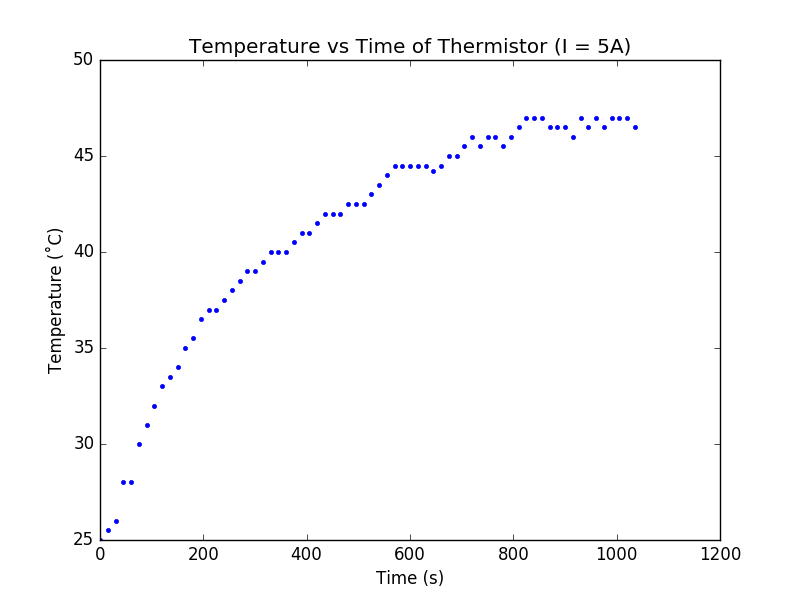 Temperature vs Time of Thermistor (I = 5A)
50
45
40
35
30
25
Temperature (˚C)
0 200 400 600 800 1000 1200
Time (s)